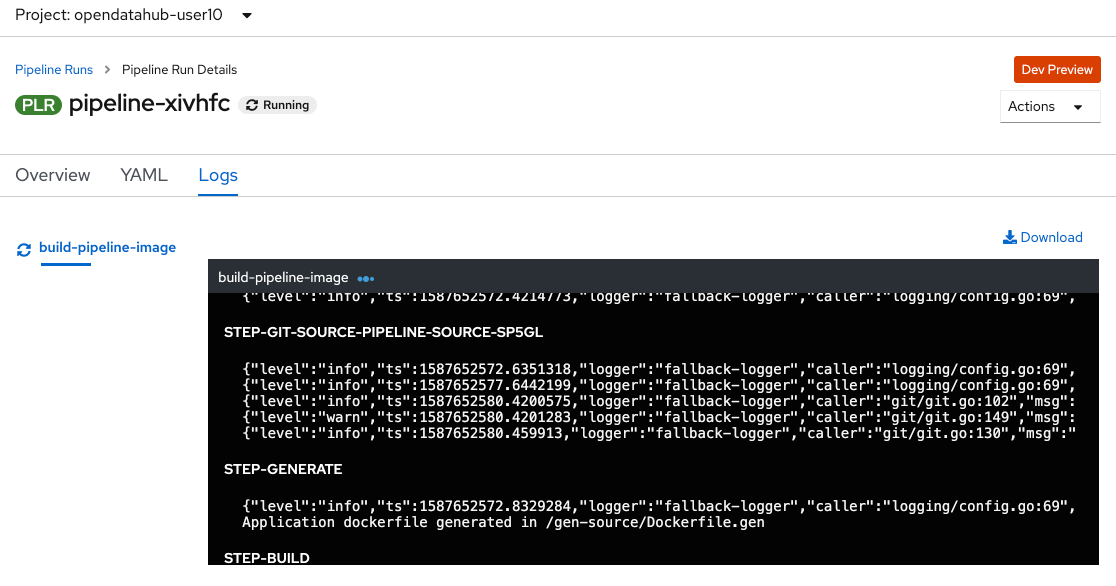 Project: opendatahub-user10
Pipeline Runs > Pipeline Run Details
Dev Preview
PLR pipeline-xivhfc Running
Actions
Overview YAML Logs
build-pipeline-image
Download
build-pipeline-image
{"level":"info","ts":1587652572.4214773,"logger":"fallback-logger","caller":"logging/config.go:69",
STEP-GIT-SOURCE-PIPELINE-SOURCE-SP5GL
{"level":"info","ts":1587652572.6351318,"logger":"fallback-logger","caller":"logging/config.go:69",
{"level":"info","ts":1587652577.6442199,"logger":"fallback-logger","caller":"logging/config.go:69",
{"level":"info","ts":1587652580.4200575,"logger":"fallback-logger","caller":"git/git.go:102","msg":
{"level":"warn","ts":1587652580.4201283,"logger":"fallback-logger","caller":"git/git.go:149","msg":
{"level":"info","ts":1587652580.459913,"logger":"fallback-logger","caller":"git/git.go:130","msg":"
STEP-GENERATE
{"level":"info","ts":1587652572.8329284,"logger":"fallback-logger","caller":"logging/config.go:69",
Application dockerfile generated in /gen-source/Dockerfile.gen
STEP-BUILD